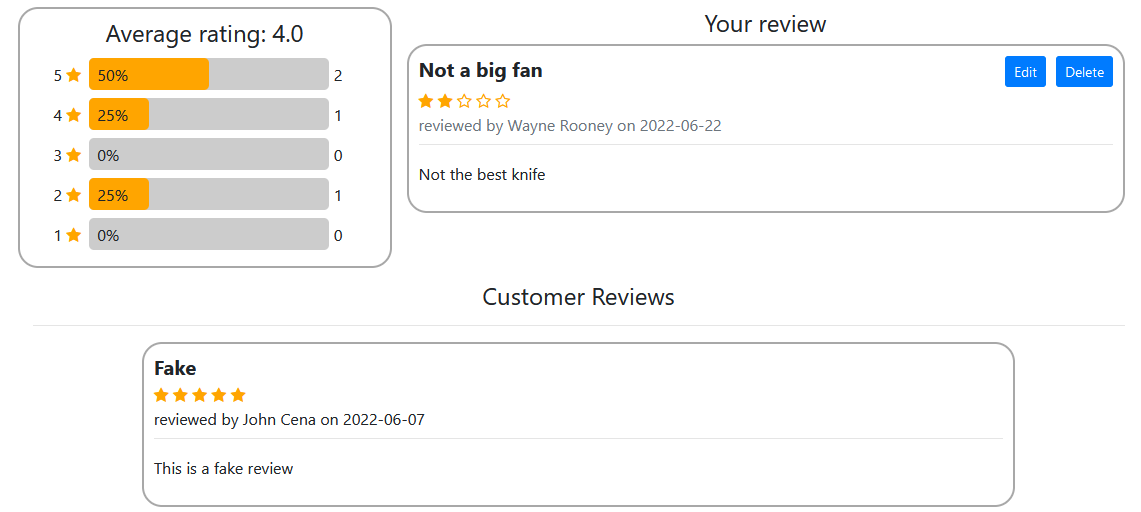 Average rating: 4.0
5 50% 2
4 25% 1
3 0% 0
2 25% 1
1 0% 0
Your review
Not a big fan
Edit Delete
reviewed by Wayne Rooney on 2022-06-22
Not the best knife
Customer Reviews
Fake
reviewed by John Cena on 2022-06-07
This is a fake review